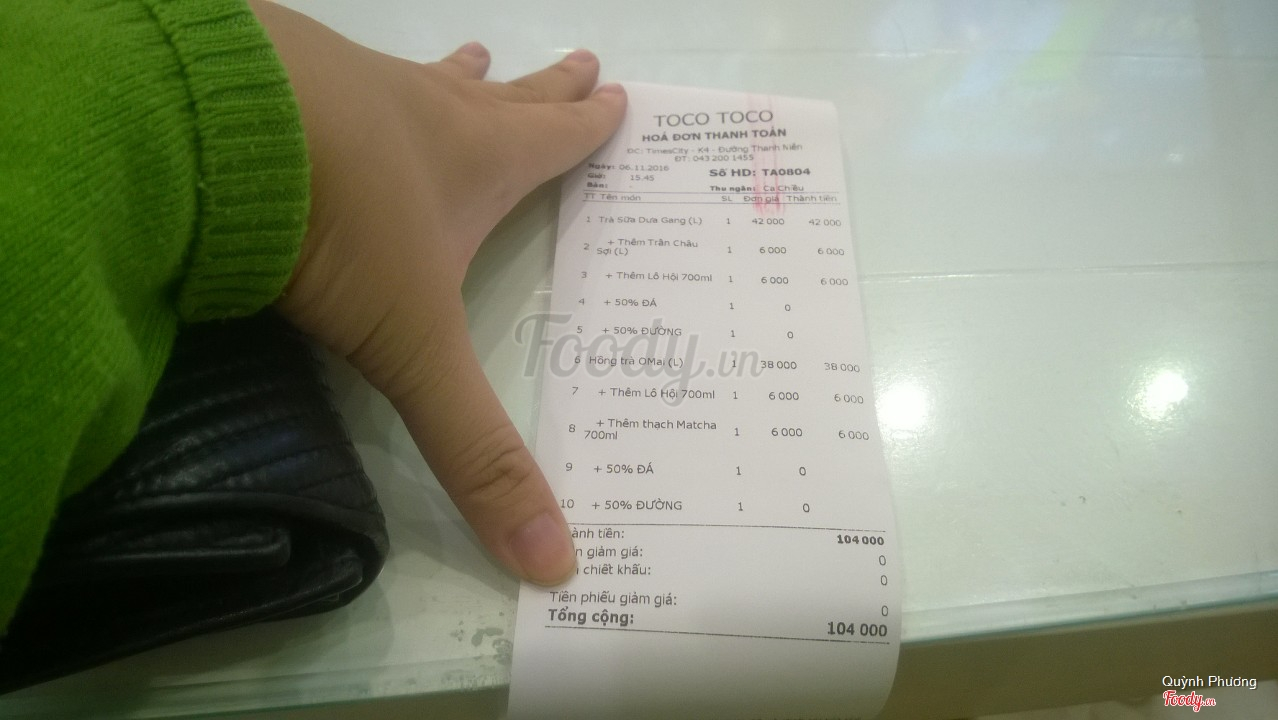 TOCO TOCO
HOÁ ĐƠN THANH TOÁN
ĐC: TimesCity - K4 - Đường Thanh Niên
ĐT: 043 200 1455
Ngày: 06.11.2016 Số HD: TA0804
Giờ: 15.45
Bàn: - Thu ngân: Ca Chiều
TT Tên món SL Đơn giá Thành tiền
1 Trà Sữa Dưa Gang (L) 1 42 000 42 000
2 + Thêm Trân Châu Sợi (L) 1 6 000 6 000
3 + Thêm Lô Hội 700ml 1 6 000 6 000
4 + 50% ĐÁ 1 0
5 + 50% ĐƯỜNG 1 0
6 Hồng trà OMai (L) 1 38 000 38 000
7 + Thêm Lô Hội 700ml 1 6 000 6 000
8 + Thêm thạch Matcha 700ml 1 6 000 6 000
9 + 50% ĐÁ 1 0
10 + 50% ĐƯỜNG 1 0
ành tiền: 104 000
n giảm giá: 0
chiết khấu: 0
Tiền phiếu giảm giá: 0
Tổng cộng: 104 000
Foody.vn
Quỳnh Phương
Foody.vn